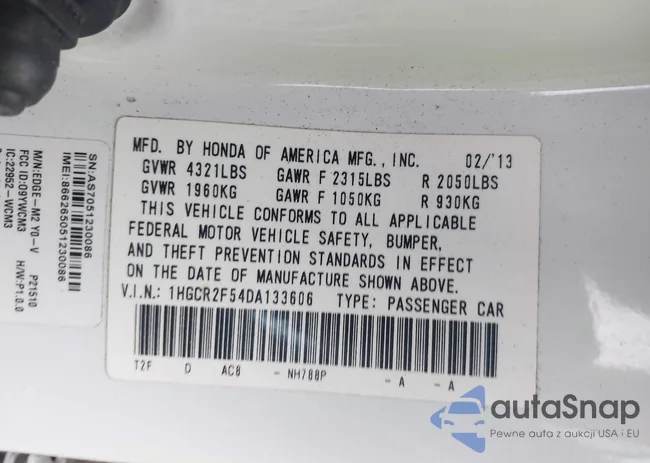 MFD. BY HONDA OF AMERICA MFG., INC. 02/'13
GVWR 4321LBS GAWR F 2315LBS R 2050LBS
GVWR 1960KG GAWR F 1050KG R 930KG
THIS VEHICLE CONFORMS TO ALL APPLICABLE
FEDERAL MOTOR VEHICLE SAFETY, BUMPER,
AND THEFT PREVENTION STANDARDS IN EFFECT
ON THE DATE OF MANUFACTURE SHOWN ABOVE.
V.I.N.: 1HGCR2F54DA133606 TYPE: PASSENGER CAR
T2F D AC8 - NH788P - A - A
SN:AS7051230086
IMEI:866265051230086
M/N:EDGE-M2 Y0-V P21510
FCC ID:O9YWCM3 H/W:P1.0.0
IC:22952-WCM3
autaSnap
Pewne auta z aukcji USA i EU